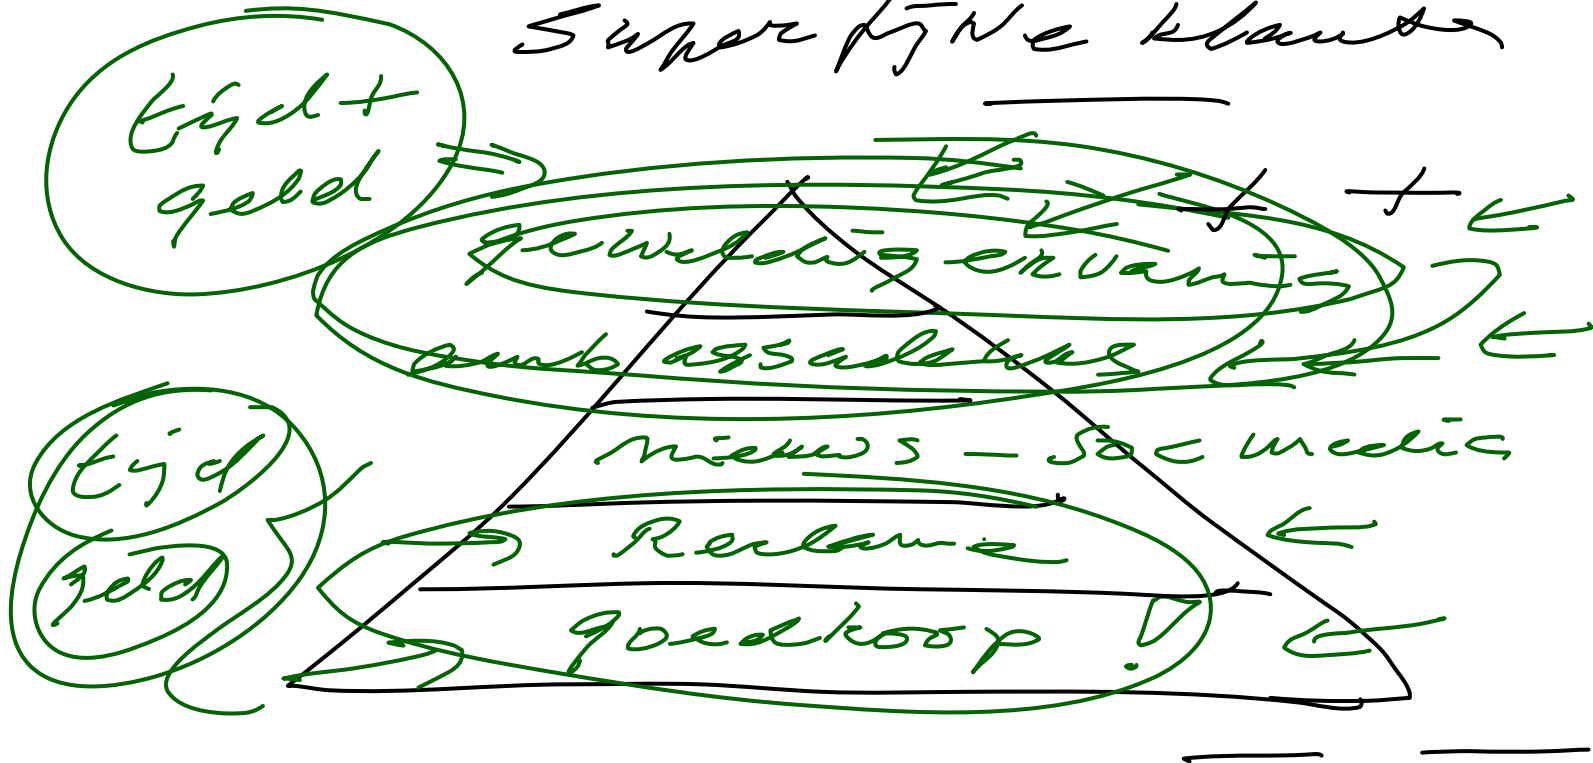 super fijne klanten
tijd +
geld
+ +
geweldige ervaring
ambassadeurs
tijd
nieuws - soc media
geld
Reclame
goedkoop !